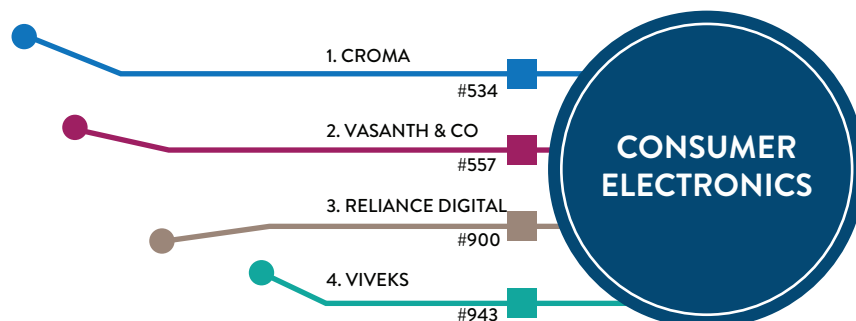 1. CROMA
#534
2. VASANTH & CO
#557
3. RELIANCE DIGITAL
#900
4. VIVEKS
#943
CONSUMER
ELECTRONICS